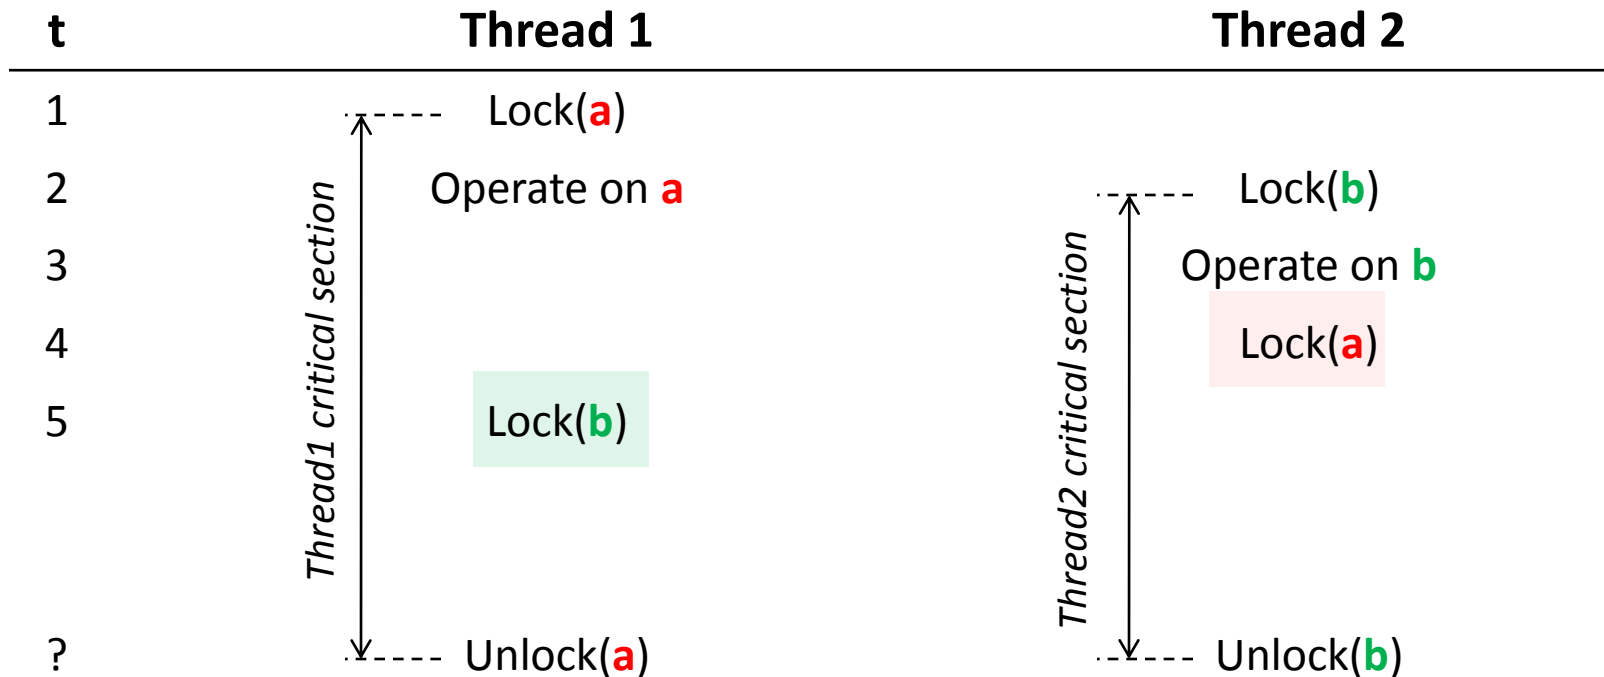 t Thread 1 Thread 2
1 Lock(a)
2 Operate on a Lock(b)
3 Operate on b
4 Lock(a)
5 Lock(b)
? Unlock(a) Unlock(b)
Thread1 critical section
Thread2 critical section